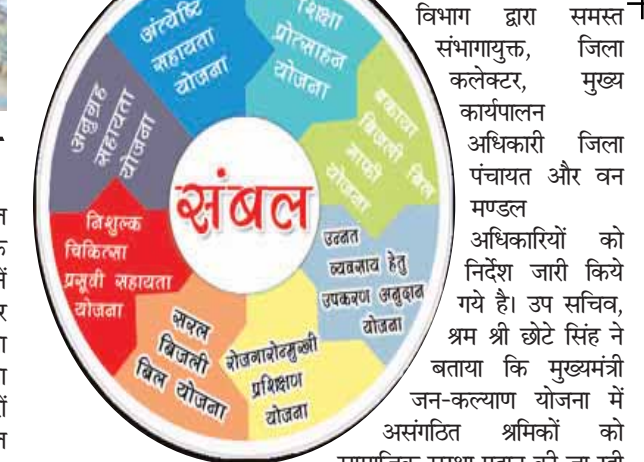 अंत्येष्टि
सहायता
योजना
शिक्षा
प्रोत्साहन
योजना
बकाया
बिजली बिल
माफी
योजना
उन्नत
व्यवसाय हेतु
उपकरण अनुदान
योजना
रोजगारोन्मुखी
प्रशिक्षण
योजना
सरल
बिजली
बिल योजना
निशुल्क
चिकित्सा
प्रसूवी सहायता
योजना
अनुग्रह
सहायता
योजना
संबल
विभाग द्वारा समस्त
संभागायुक्त, जिला
कलेक्टर, मुख्य
कार्यपालन
अधिकारी जिला
पंचायत और वन
मण्डल
अधिकारियों को
निर्देश जारी किये
गये है। उप सचिव,
श्रम श्री छोटे सिंह ने
बताया कि मुख्यमंत्री
जन-कल्याण योजना में
असंगठित श्रमिकों को